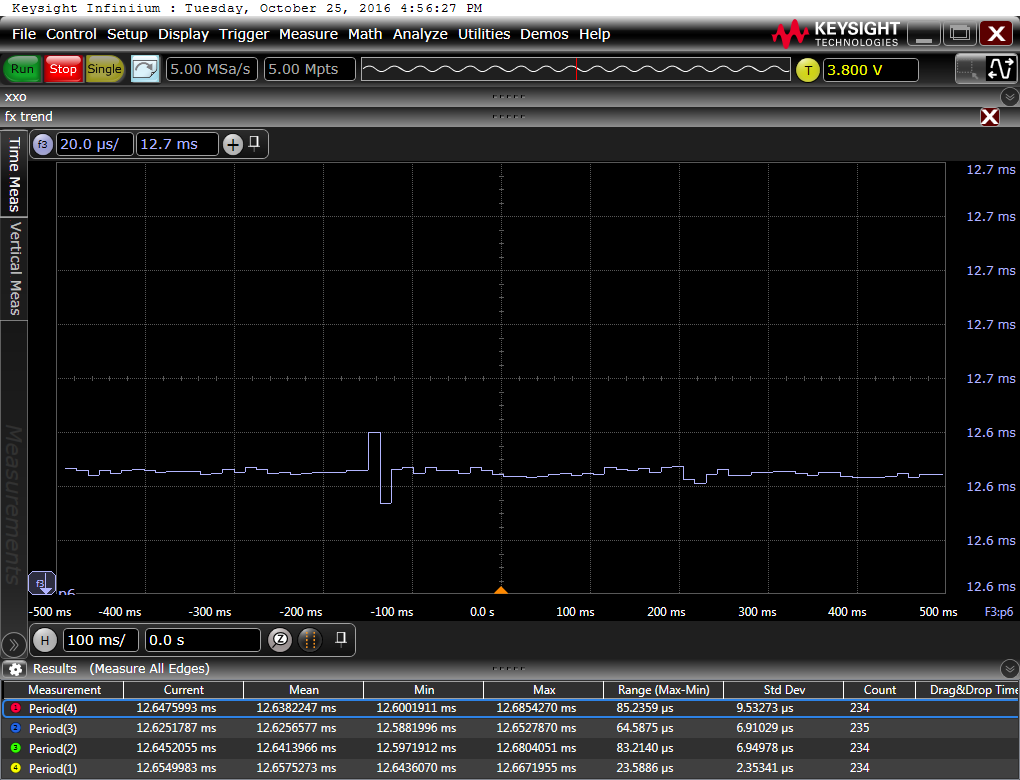 Keysight Infiniium : Tuesday, October 25, 2016 4:56:27 PM
File Control Setup Display Trigger Measure Math Analyze Utilities Demos Help
KEYSIGHT
TECHNOLOGIES
Run Stop Single 5.00 MSa/s 5.00 Mpts T 3.800 V
xxo
fx trend
f3 20.0 µs/ 12.7 ms
Time Meas
Vertical Meas
Measurements
12.7 ms
12.7 ms
12.7 ms
12.7 ms
12.7 ms
12.6 ms
12.6 ms
12.6 ms
12.6 ms
f3 p6
-500 ms -400 ms -300 ms -200 ms -100 ms 0.0 s 100 ms 200 ms 300 ms 400 ms 500 ms F3:p6
H 100 ms/ 0.0 s
Results (Measure All Edges)
Measurement Current Mean Min Max Range (Max-Min) Std Dev Count Drag&Drop Time
1 Period(4) 12.6475993 ms 12.6382247 ms 12.6001911 ms 12.6854270 ms 85.2359 µs 9.53273 µs 234
2 Period(3) 12.6251787 ms 12.6256577 ms 12.5881996 ms 12.6527870 ms 64.5875 µs 6.91029 µs 235
3 Period(2) 12.6452055 ms 12.6413966 ms 12.5971912 ms 12.6804051 ms 83.2140 µs 6.94978 µs 234
4 Period(1) 12.6549983 ms 12.6575273 ms 12.6436070 ms 12.6671955 ms 23.5886 µs 2.35341 µs 234